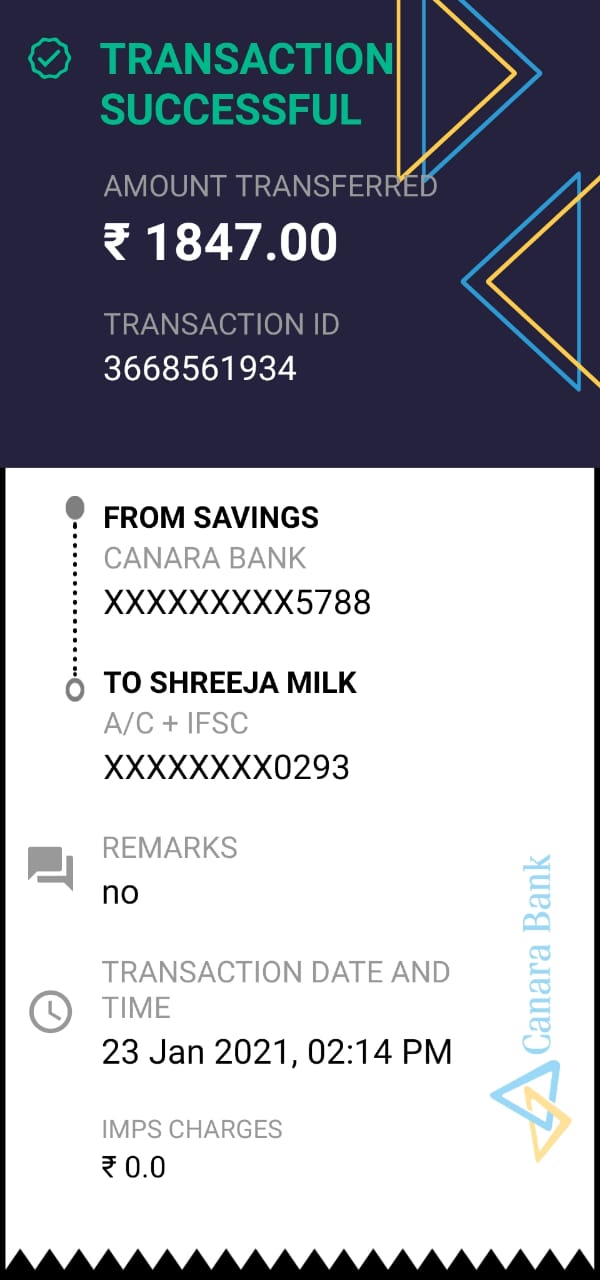 TRANSACTION
SUCCESSFUL
AMOUNT TRANSFERRED
₹ 1847.00
TRANSACTION ID
3668561934
FROM SAVINGS
CANARA BANK
XXXXXXXXX5788
TO SHREEJA MILK
A/C + IFSC
XXXXXXXX0293
REMARKS
no
TRANSACTION DATE AND
TIME
23 Jan 2021, 02:14 PM
IMPS CHARGES
₹ 0.0
Canara Bank